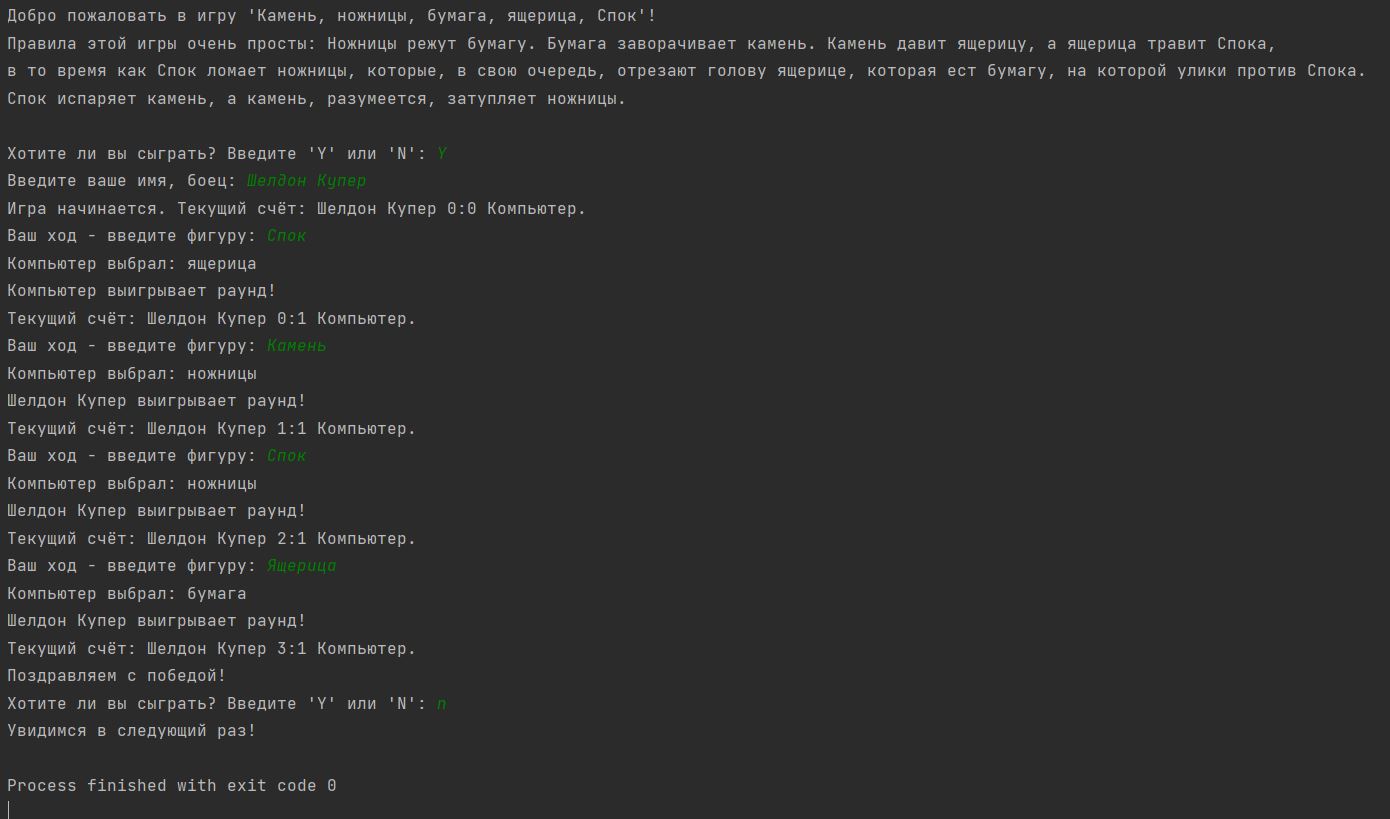 Добро пожаловать в игру 'Камень, ножницы, бумага, ящерица, Спок'!
Правила этой игры очень просты: Ножницы режут бумагу. Бумага заворачивает камень. Камень давит ящерицу, а ящерица травит Спока,
в то время как Спок ломает ножницы, которые, в свою очередь, отрезают голову ящерице, которая ест бумагу, на которой улики против Спока.
Спок испаряет камень, а камень, разумеется, затупляет ножницы.
Хотите ли вы сыграть? Введите 'Y' или 'N': Y
Введите ваше имя, боец: Шелдон Купер
Игра начинается. Текущий счёт: Шелдон Купер 0:0 Компьютер.
Ваш ход - введите фигуру: Спок
Компьютер выбрал: ящерица
Компьютер выигрывает раунд!
Текущий счёт: Шелдон Купер 0:1 Компьютер.
Ваш ход - введите фигуру: Камень
Компьютер выбрал: ножницы
Шелдон Купер выигрывает раунд!
Текущий счёт: Шелдон Купер 1:1 Компьютер.
Ваш ход - введите фигуру: Спок
Компьютер выбрал: ножницы
Шелдон Купер выигрывает раунд!
Текущий счёт: Шелдон Купер 2:1 Компьютер.
Ваш ход - введите фигуру: Ящерица
Компьютер выбрал: бумага
Шелдон Купер выигрывает раунд!
Текущий счёт: Шелдон Купер 3:1 Компьютер.
Поздравляем с победой!
Хотите ли вы сыграть? Введите 'Y' или 'N': n
Увидимся в следующий раз!
Process finished with exit code 0